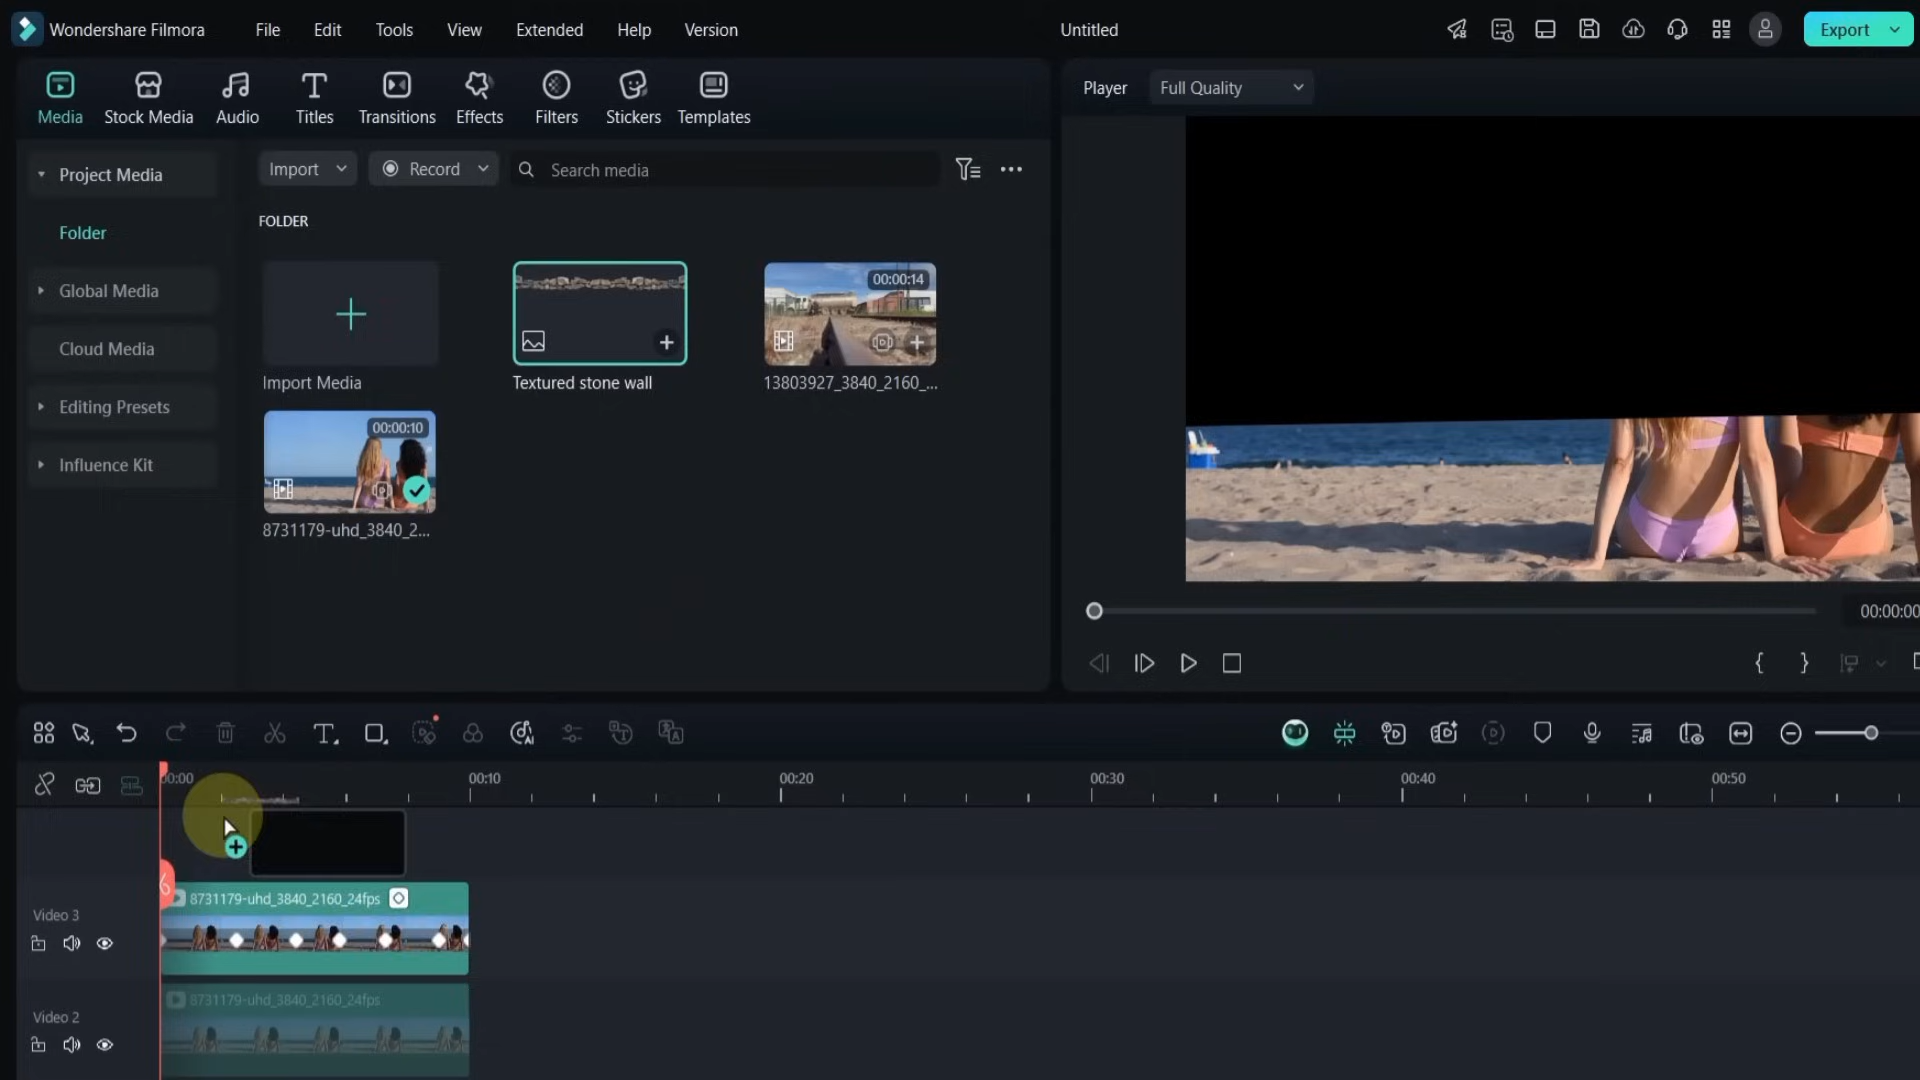 Wondershare Filmora
File
Edit
Tools
View
Extended
Help
Version
Untitled
Export
Media
Stock Media
Audio
Titles
Transitions
Effects
Filters
Stickers
Templates
Player
Full Quality
Project Media
Folder
Global Media
Cloud Media
Editing Presets
Influence Kit
Import
Record
Search media
FOLDER
Import Media
Textured stone wall
00:00:14
13803927_3840_2160_...
00:00:10
8731179-uhd_3840_2...
00:00:00
00:00
00:10
00:20
00:30
00:40
00:50
Video 3
8731179-uhd_3840_2160_24fps
Video 2
8731179-uhd_3840_2160_24fps